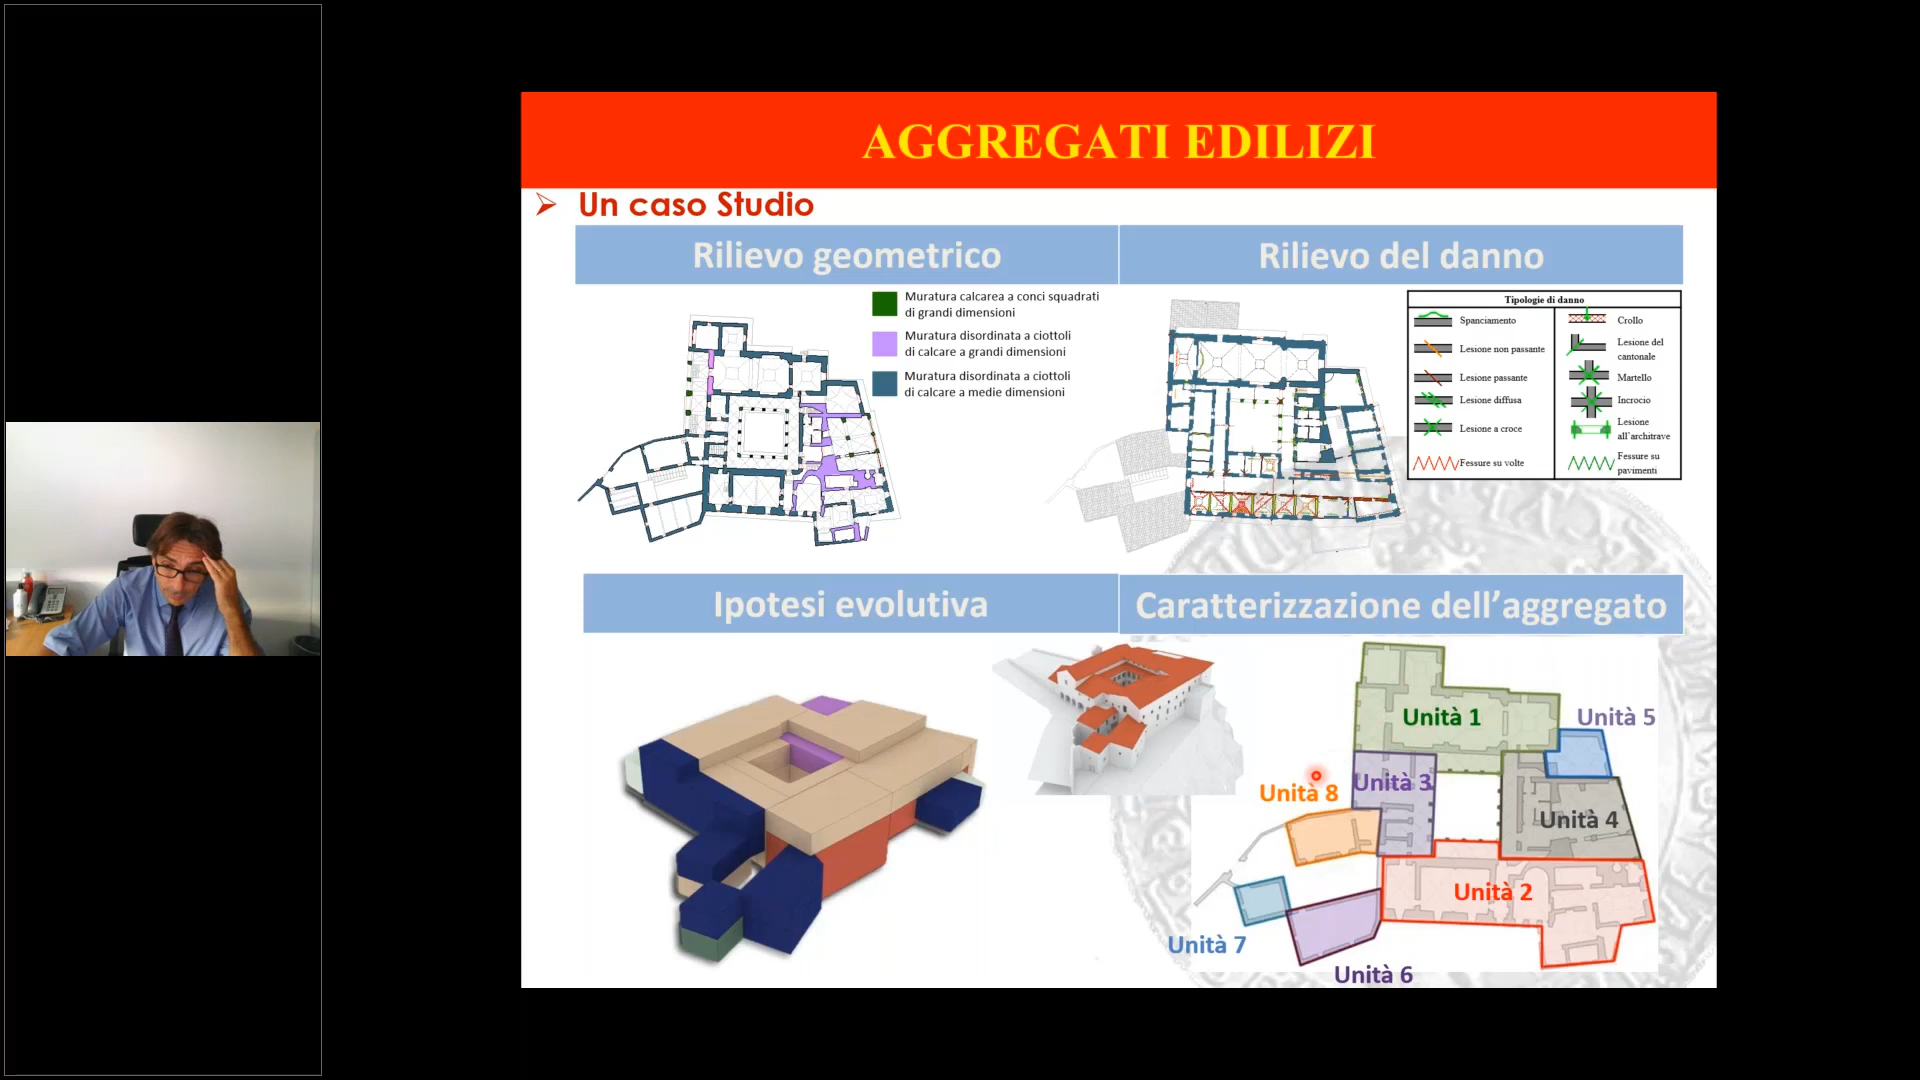 AGGREGATI EDILIZI
Un caso Studio
Rilievo geometrico
Rilievo del danno
Muratura calcarea a conci squadrati
di grandi dimensioni
Muratura disordinata a ciottoli
di calcare a grandi dimensioni
Muratura disordinata a ciottoli
di calcare a medie dimensioni
Tipologie di danno
Spanciamento
Lesione non passante
Lesione passante
Lesione diffusa
Lesione a croce
Fessure su volte
Crollo
Lesione del
cantonale
Martello
Incrocio
Lesione
all'architrave
Fessure su
pavimenti
Ipotesi evolutiva
Caratterizzazione dell’aggregato
Unità 1
Unità 5
Unità 3
Unità 8
Unità 4
Unità 2
Unità 7
Unità 6